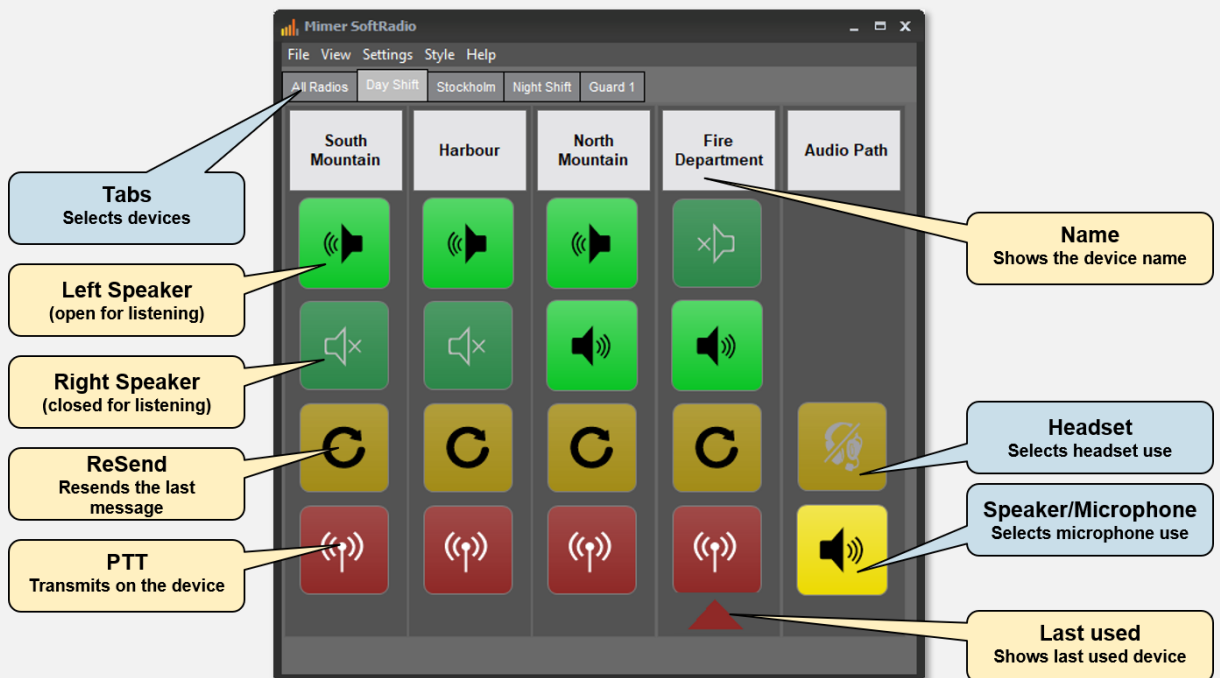 Mimer SoftRadio
File View Settings Style Help
All Radios Day Shift Stockholm Night Shift Guard 1
South
Mountain
Harbour
North
Mountain
Fire
Department
Audio Path
Tabs
Selects devices
Left Speaker
(open for listening)
Right Speaker
(closed for listening)
ReSend
Resends the last
message
PTT
Transmits on the device
Name
Shows the device name
Headset
Selects headset use
Speaker/Microphone
Selects microphone use
Last used
Shows last used device